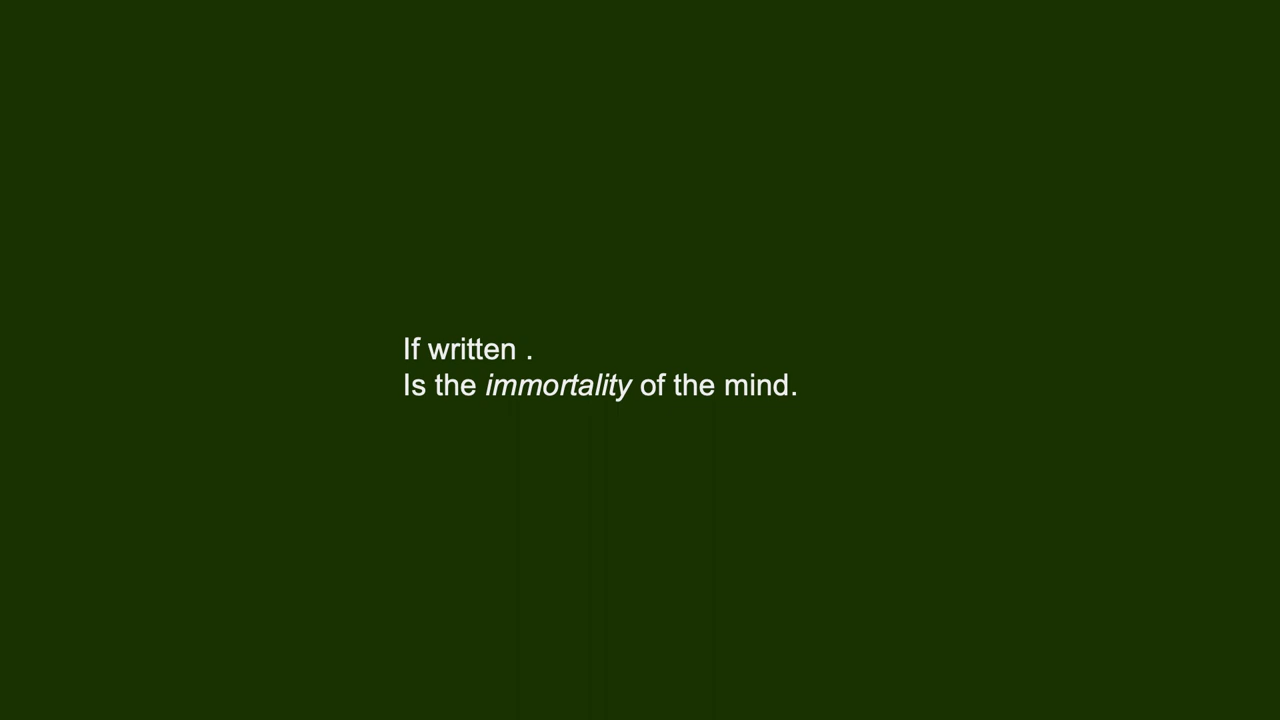 If written .
Is the immortality of the mind.